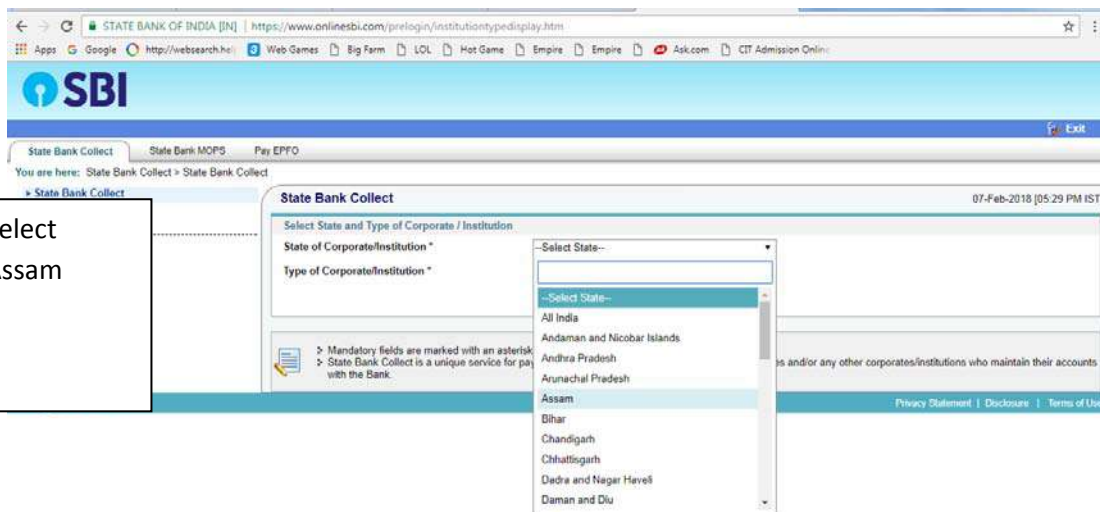 STATE BANK OF INDIA [IN] https://www.onlinesbi.com/prelogin/institutiontypedisplay.htm
Apps Google http://websearch.hel Web Games Big Farm LOL Hot Game Empire Empire Ask.com CIT Admission Onlin
SBI
Exit
State Bank Collect State Bank MOPS Pay EPFO
You are here: State Bank Collect > State Bank Collect
State Bank Collect
elect
Assam
State Bank Collect 07-Feb-2018 [05:29 PM IST
Select State and Type of Corporate / Institution
State of Corporate/Institution * --Select State--
Type of Corporate/Institution *
--Select State--
All India
Andaman and Nicobar Islands
Andhra Pradesh
Arunachal Pradesh
Assam
Bihar
Chandigarh
Chhattisgarh
Dadra and Nagar Haveli
Daman and Diu
Mandatory fields are marked with an asterisk
State Bank Collect is a unique service for pay es and/or any other corporates/institutions who maintain their accounts
with the Bank.
Privacy Statement | Disclosure | Terms of Use